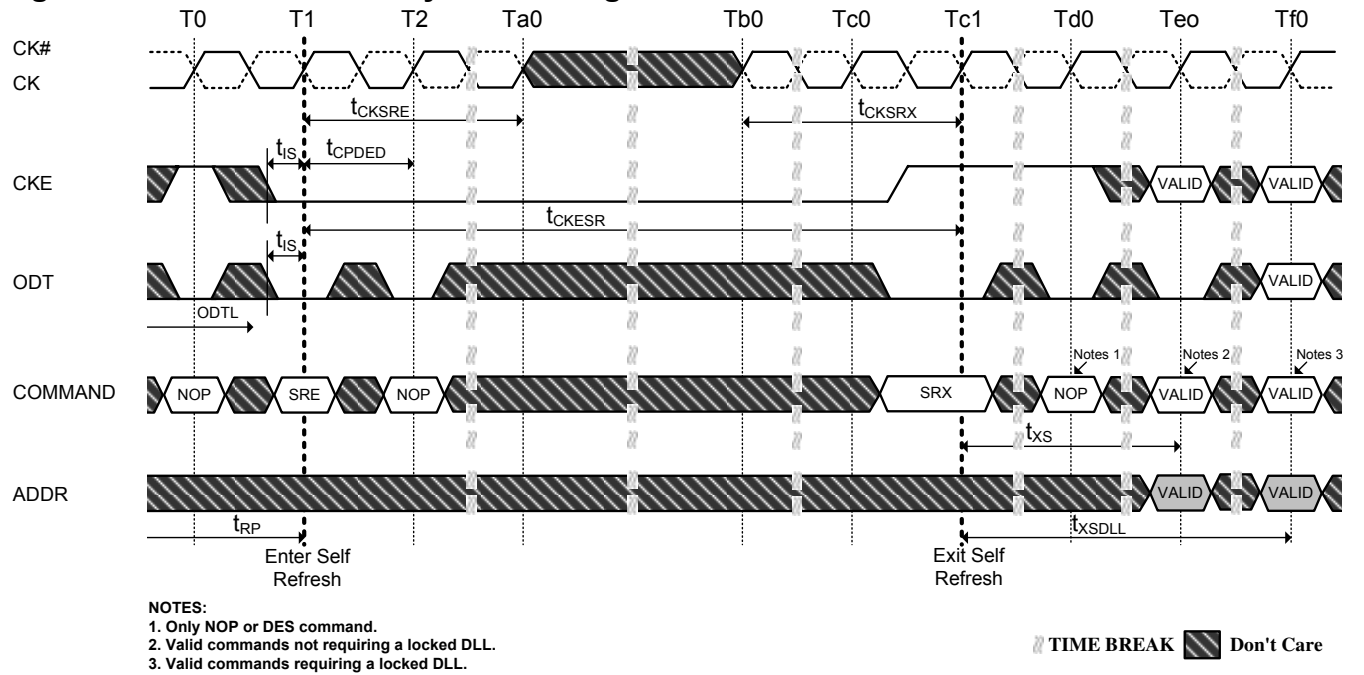 T0 T1 T2 Ta0 Tb0 Tc0 Tc1 Td0 Teo Tf0
CK#
CK
tCKSRE tCKSRX
tIS tCPDED
CKE VALID VALID
tCKESR
tIS
ODT VALID
ODTL
Notes 1 Notes 2 Notes 3
COMMAND NOP SRE NOP SRX NOP VALID VALID
tXS
ADDR VALID VALID
tRP tXSDLL
Enter Self Refresh
Exit Self Refresh
NOTES:
1. Only NOP or DES command.
2. Valid commands not requiring a locked DLL.
3. Valid commands requiring a locked DLL.
TIME BREAK Don't Care